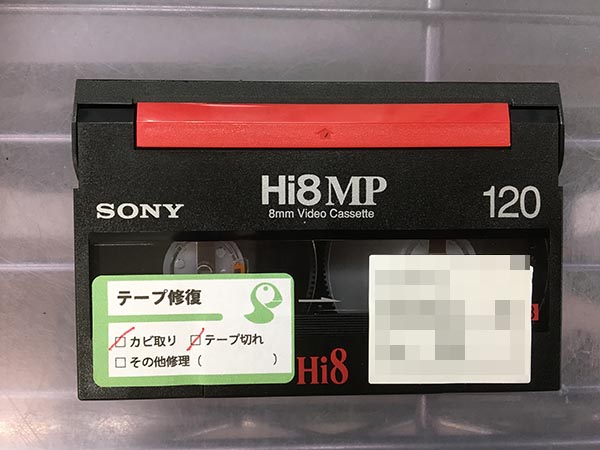 Hi8 MP
SONY
8mm Video Cassette
120
テープ修復
□ カビ取り □ テープ切れ
□ その他修理 ( )
Hi8